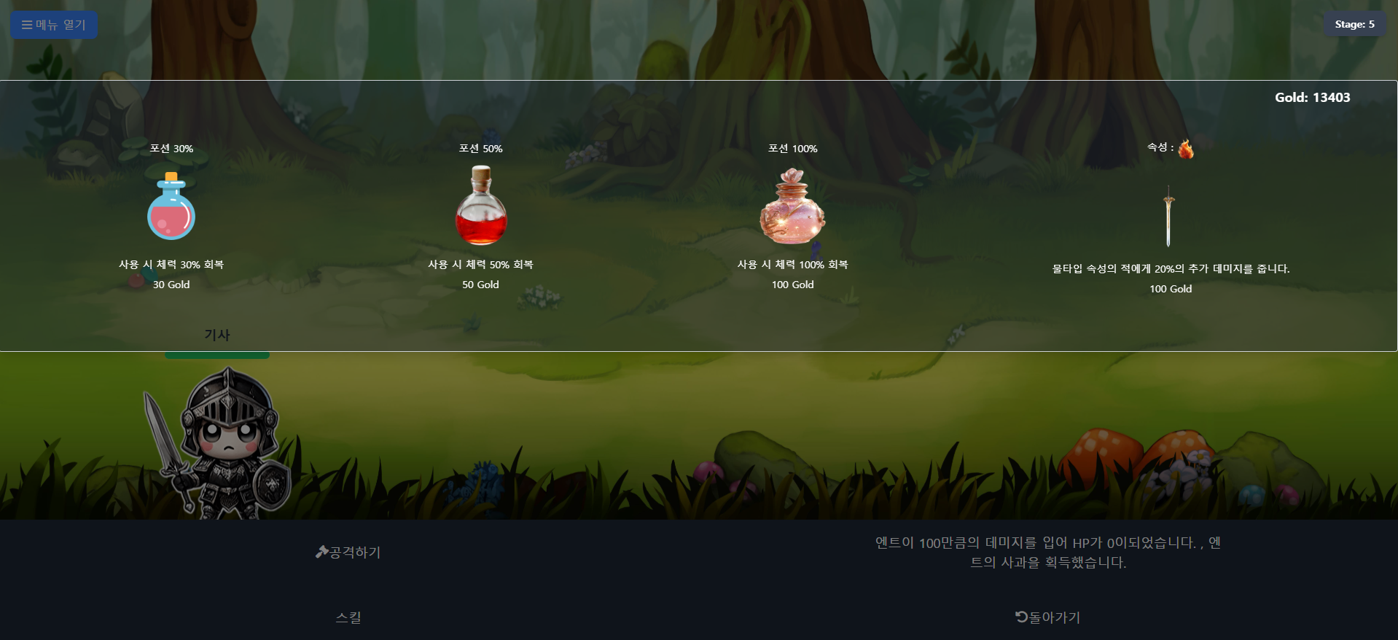 메뉴 열기
Stage: 5
Gold: 13403
포션 30%
사용 시 체력 30% 회복
30 Gold
포션 50%
사용 시 체력 50% 회복
50 Gold
포션 100%
사용 시 체력 100% 회복
100 Gold
속성 :
물타입 속성의 적에게 20%의 추가 데미지를 줍니다.
100 Gold
기사
공격하기
엔트이 100만큼의 데미지를 입어 HP가 0이되었습니다. , 엔
트의 사과을 획득했습니다.
스킬
돌아가기